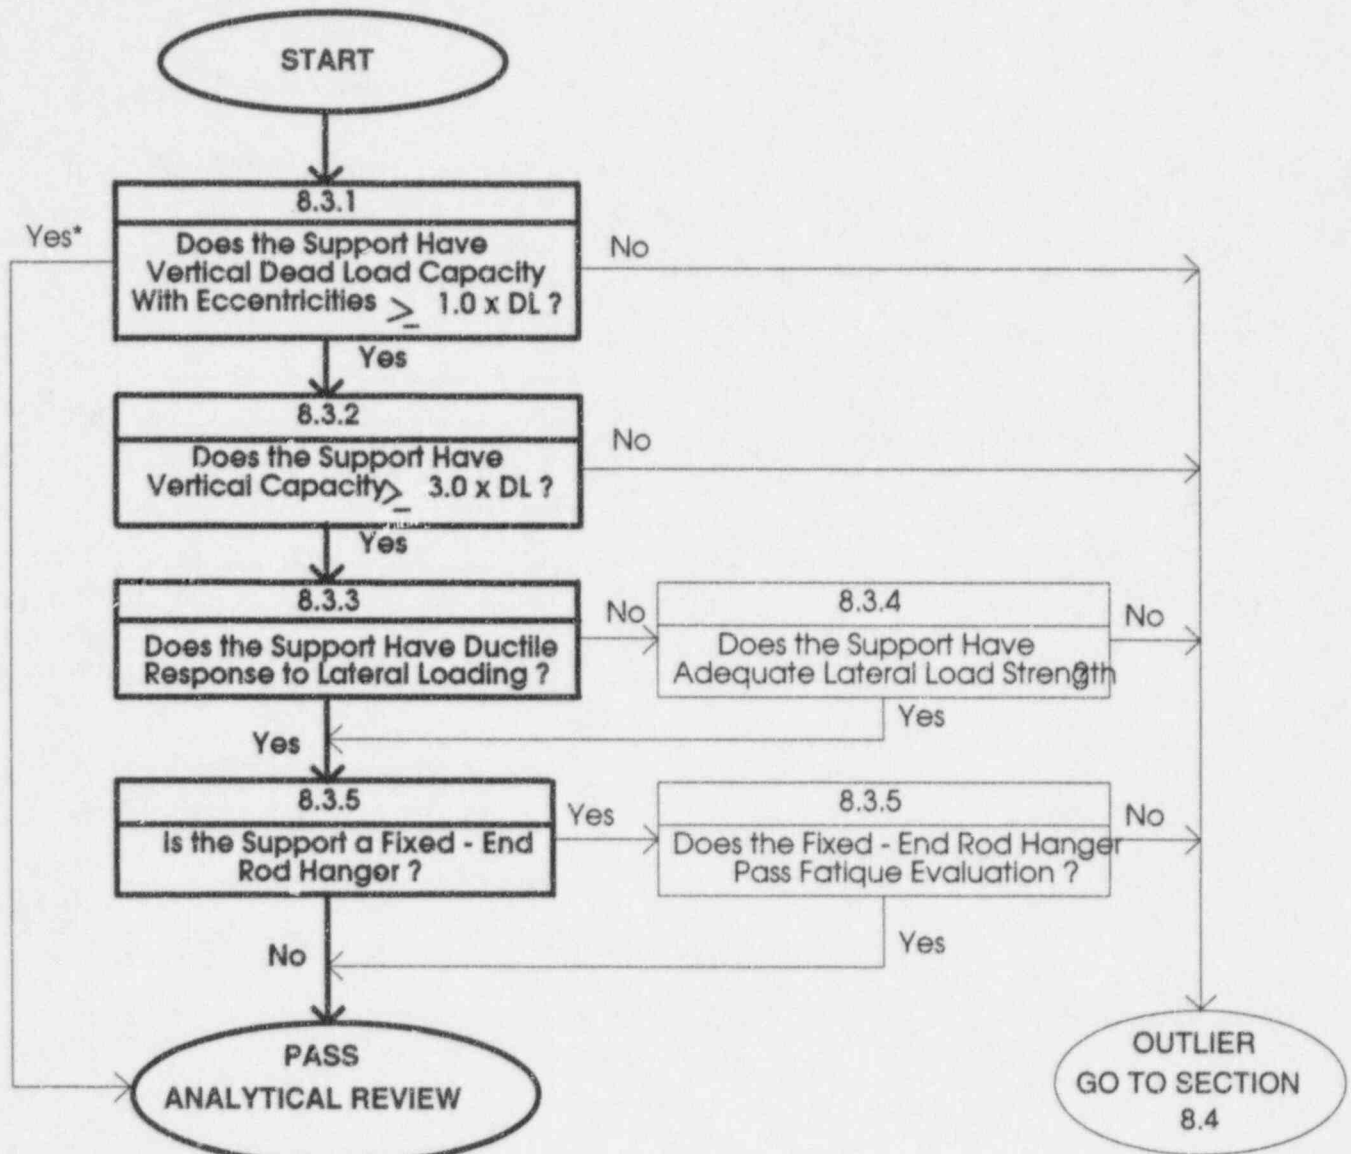 START
8.3.1
Yes*
Does the Support Have
Vertical Dead Load Capacity
With Eccentricities ≥ 1.0 x DL ?
No
Yes
8.3.2
Does the Support Have
Vertical Capacity ≥ 3.0 x DL ?
No
Yes
8.3.3
Does the Support Have Ductile
Response to Lateral Loading ?
No
8.3.4
Does the Support Have
Adequate Lateral Load Strength?
No
Yes
Yes
8.3.5
Is the Support a Fixed - End
Rod Hanger ?
Yes
8.3.5
Does the Fixed - End Rod Hanger
Pass Fatique Evaluation ?
No
Yes
No
PASS
ANALYTICAL REVIEW
OUTLIER
GO TO SECTION
8.4